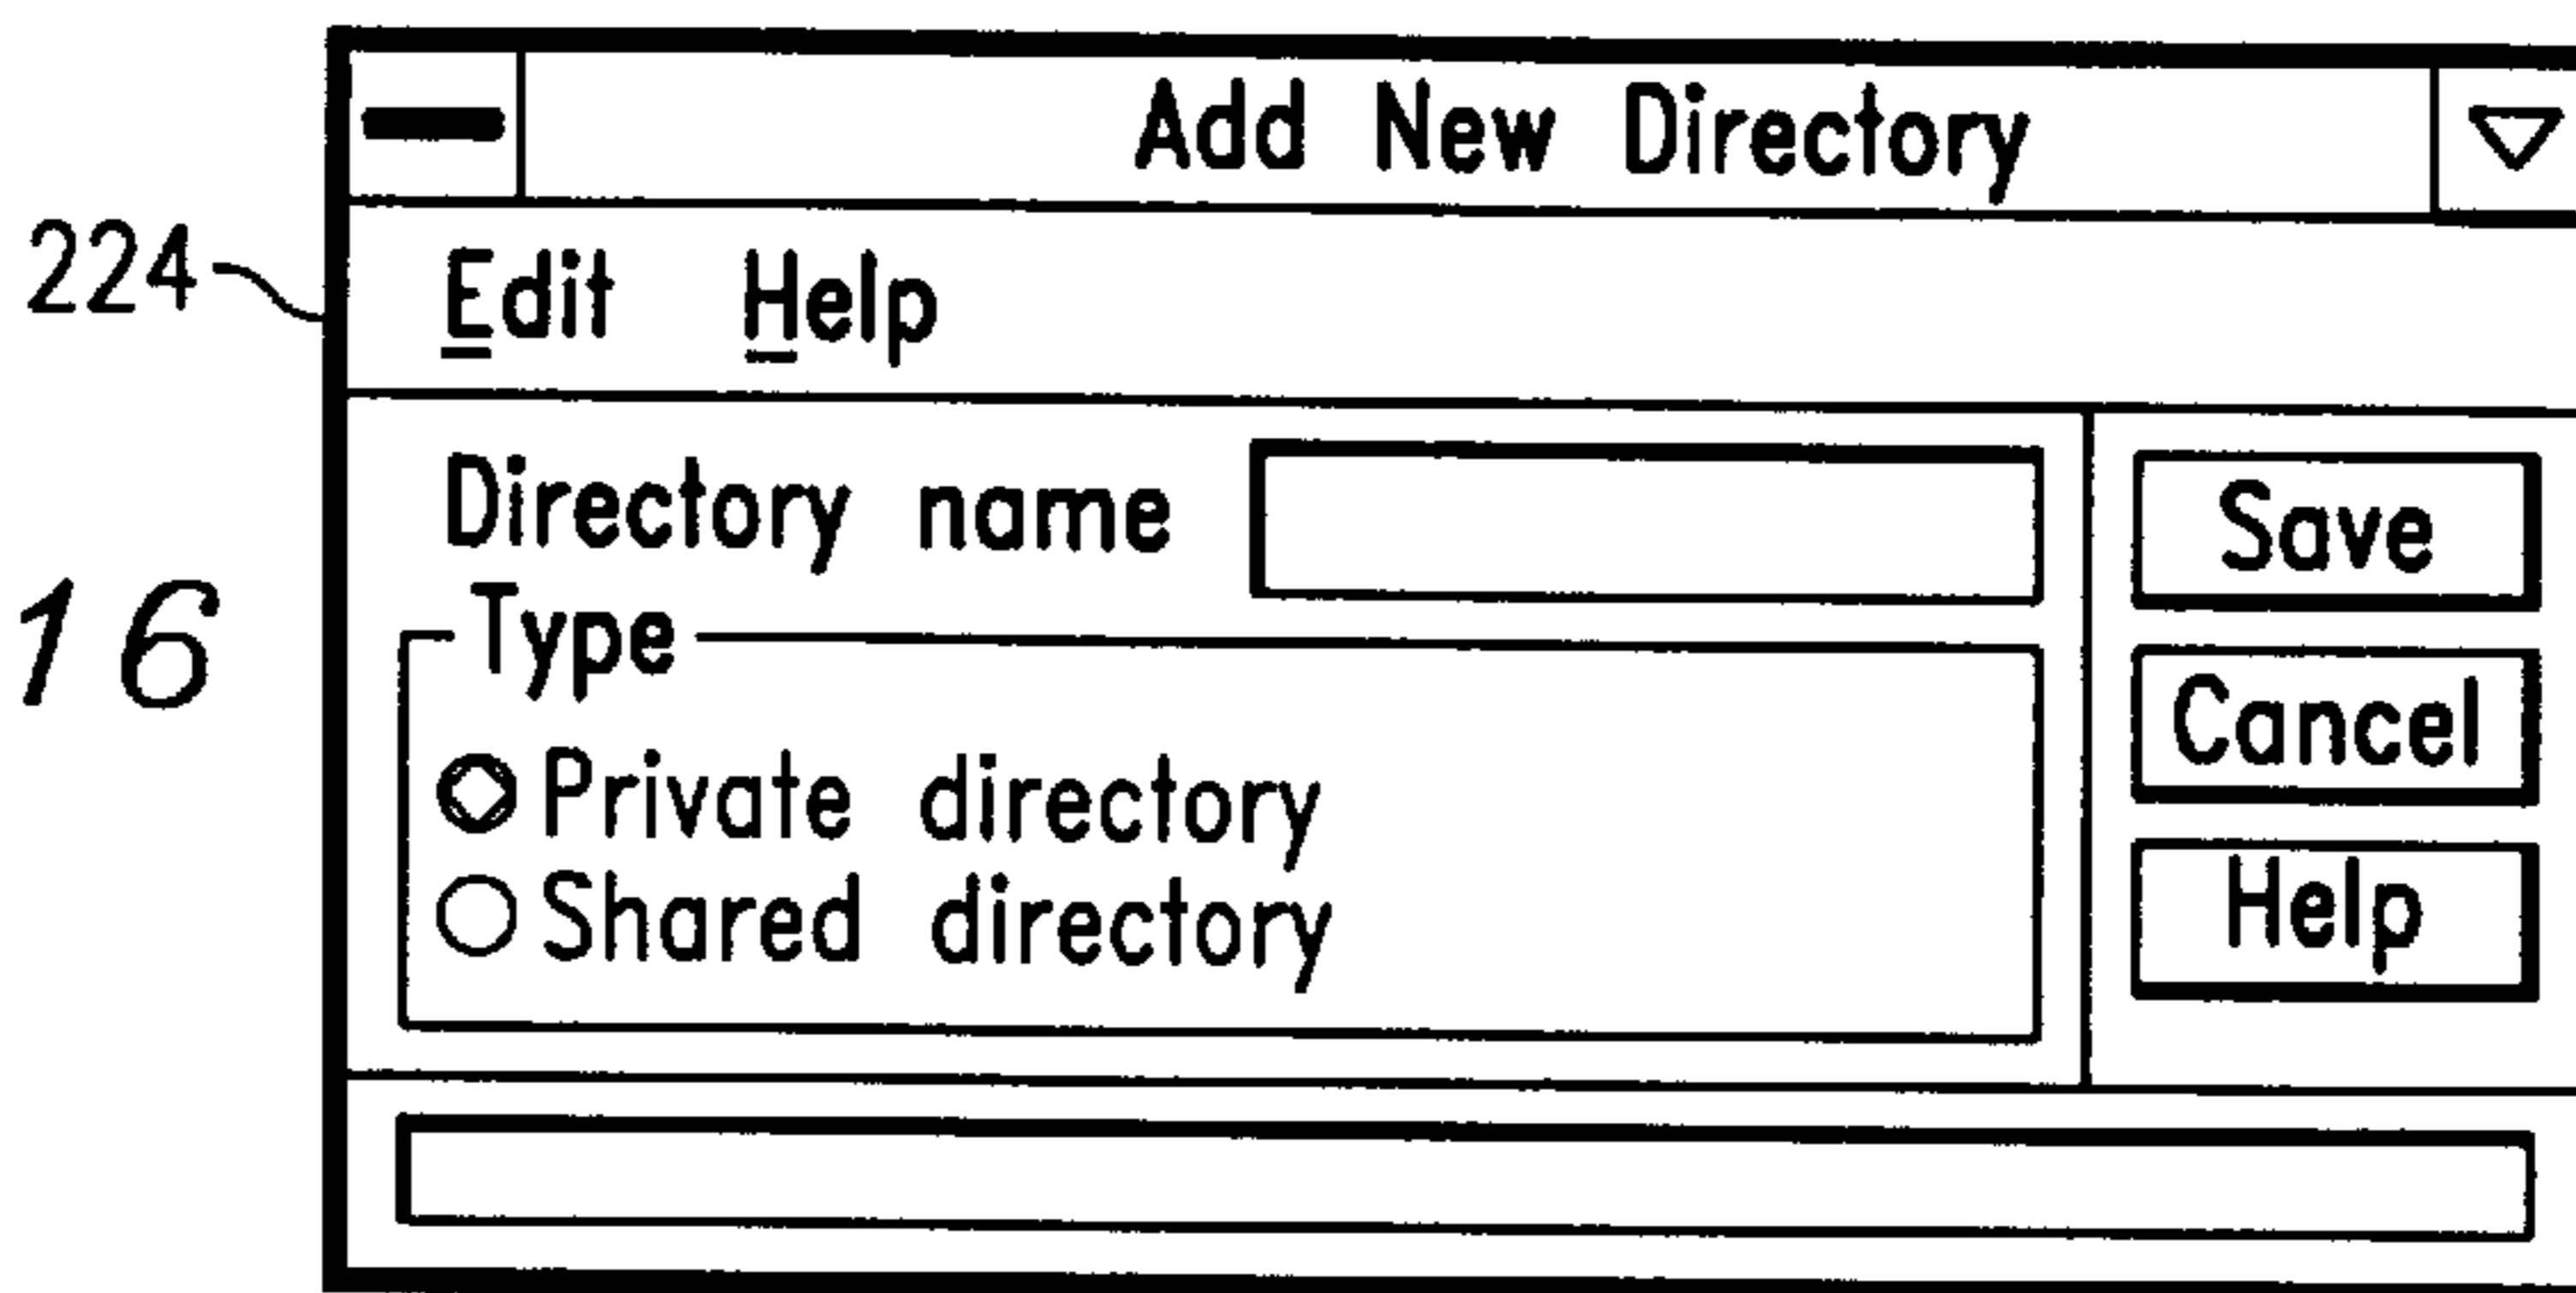 Add New Directory
224
Edit Help
Directory name
Save
16
Type
Cancel
Private directory
Help
Shared directory